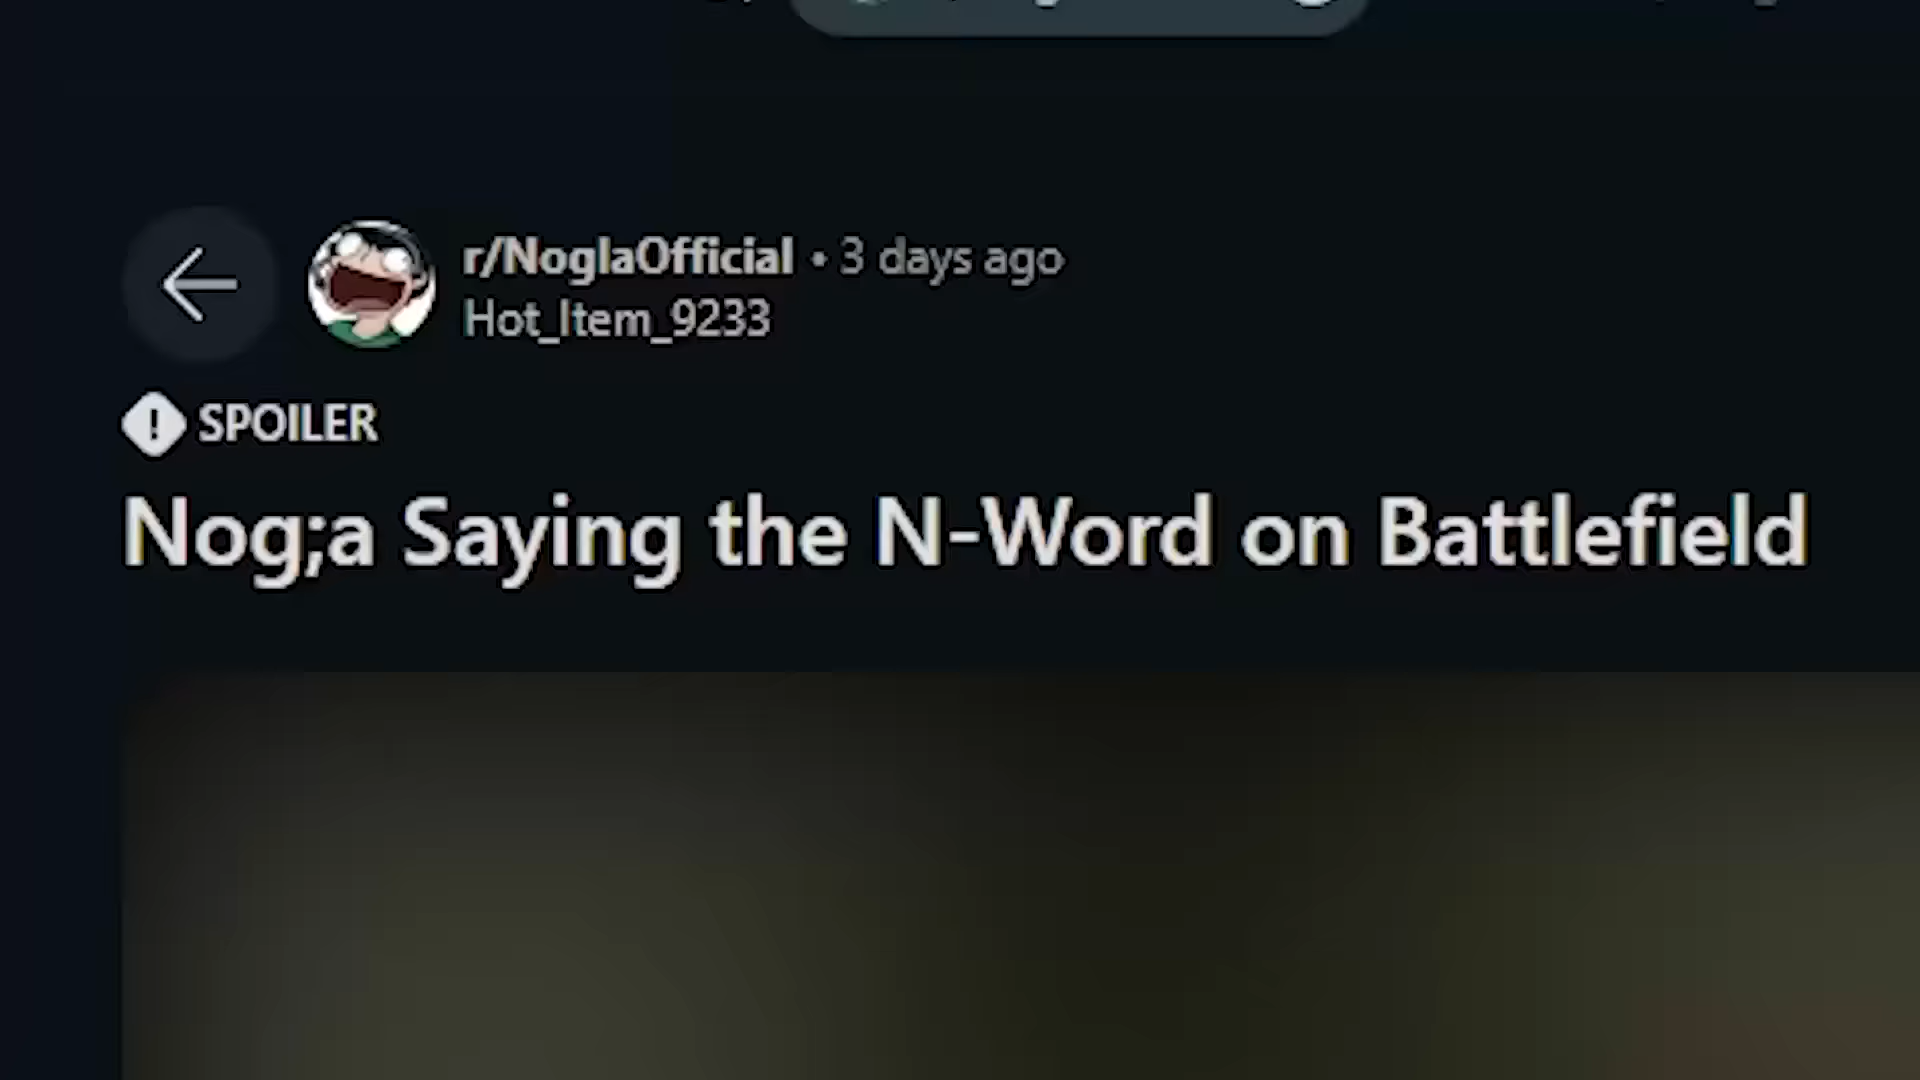 r/NoglaOfficial • 3 days ago
Hot_Item_9233
SPOILER
Nog;a Saying the N-Word on Battlefield